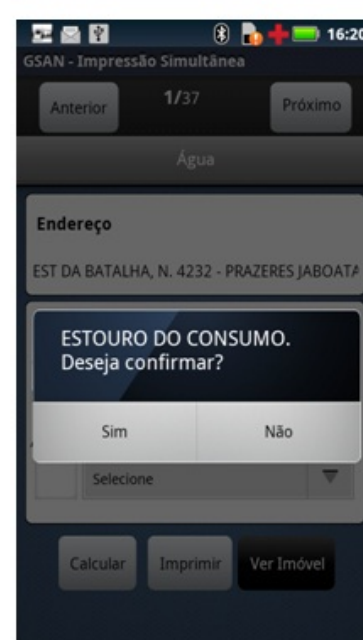 16:20
GSAN - Impressão Simultânea
Anterior
1/37
Próximo
Água
Endereço
EST DA BATALHA, N. 4232 - PRAZERES JABOATA
ESTOURO DO CONSUMO.
Deseja confirmar?
Sim
Não
Selecione
Calcular
Imprimir
Ver Imóvel